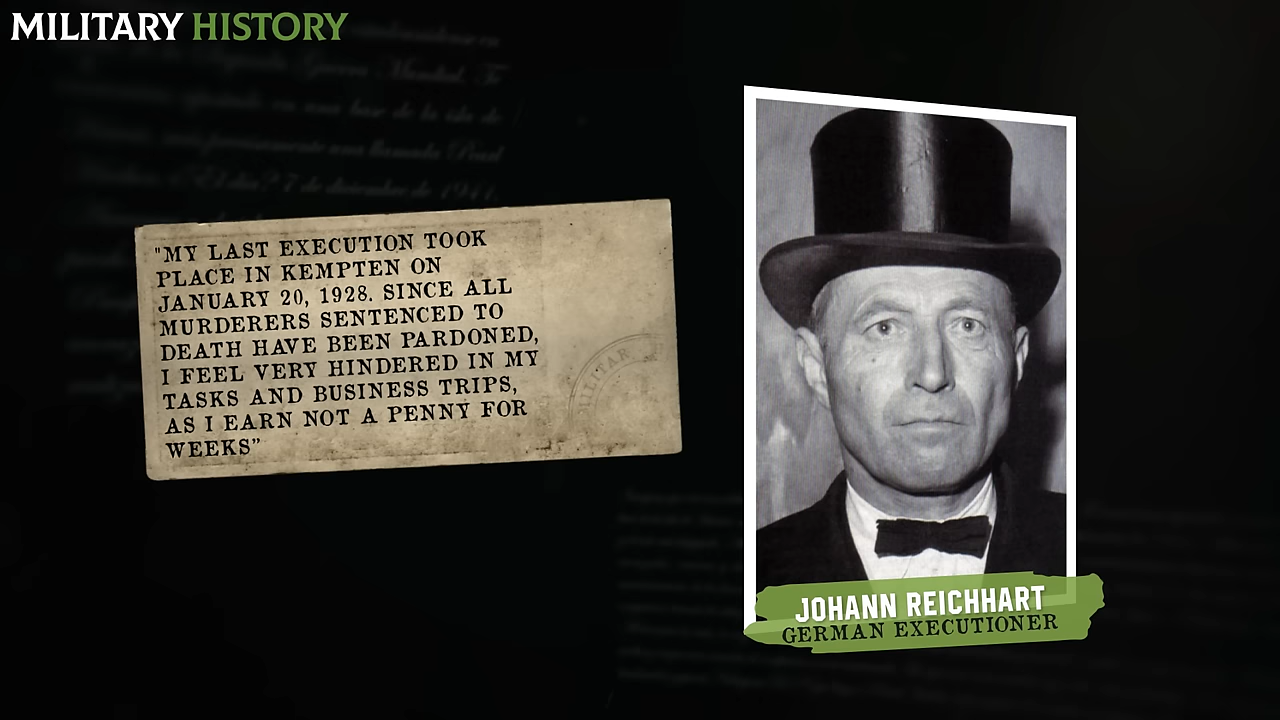 MILITARY HISTORY
"MY LAST EXECUTION TOOK
PLACE IN KEMPTEN ON
JANUARY 20, 1928. SINCE ALL
MURDERERS SENTENCED TO
DEATH HAVE BEEN PARDONED,
I FEEL VERY HINDERED IN MY
TASKS AND BUSINESS TRIPS,
AS I EARN NOT A PENNY FOR
WEEKS”
MILITAR
JOHANN REICHHART
GERMAN EXECUTIONER